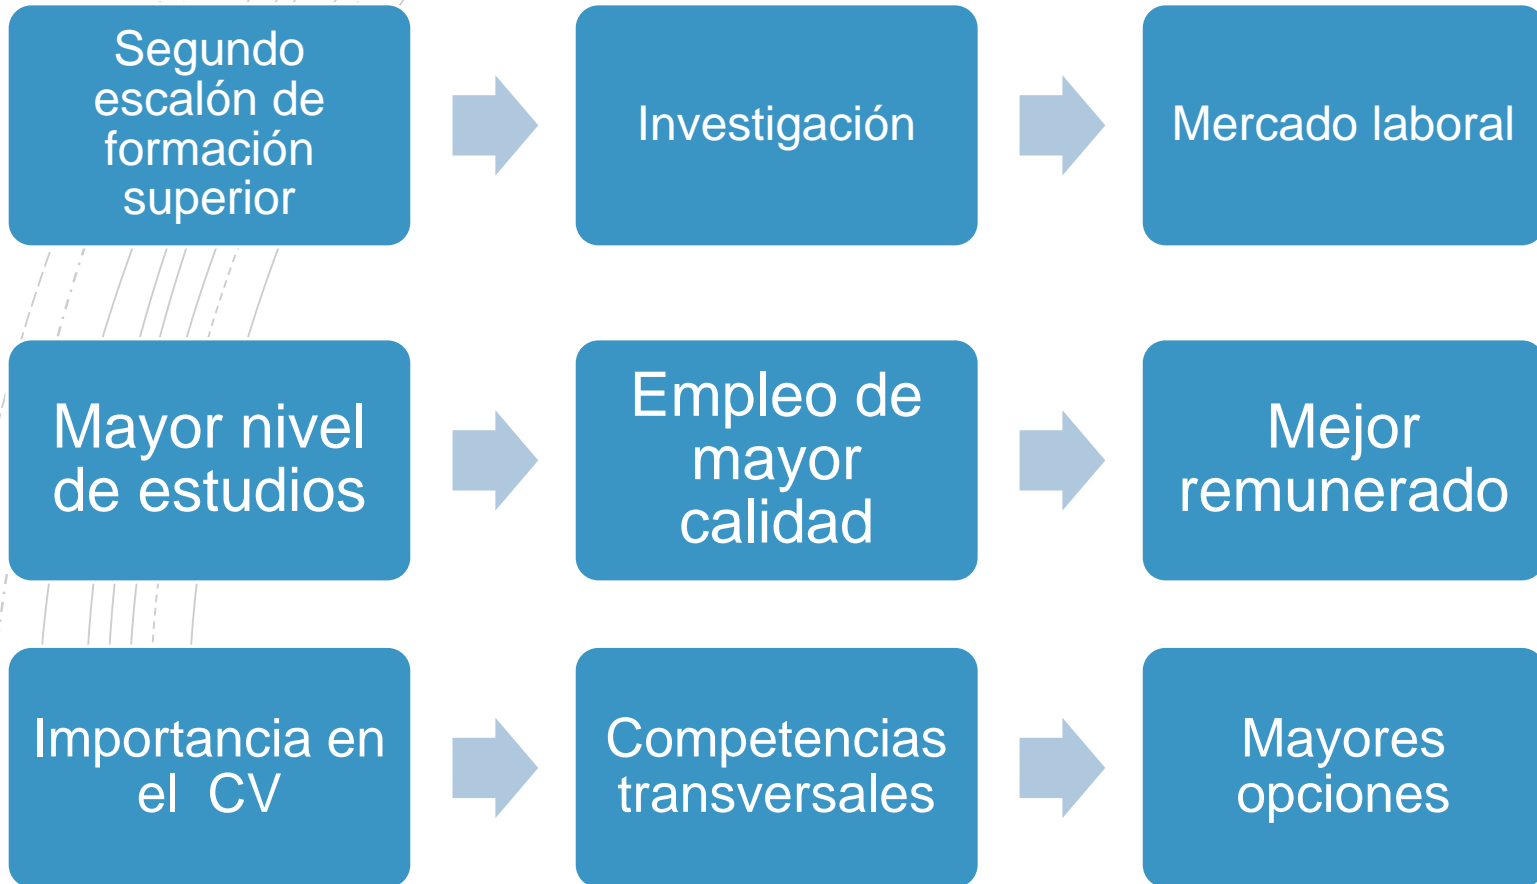 Segundo
escalón de
formación
superior
Investigación
Mercado laboral
Mayor nivel
de estudios
Empleo de
mayor
calidad
Mejor
remunerado
Importancia en
el CV
Competencias
transversales
Mayores
opciones